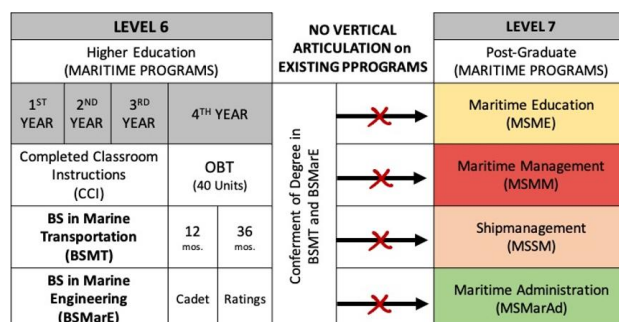 LEVEL 6
Higher Education
(MARITIME PROGRAMS)
NO VERTICAL
ARTICULATION on
EXISTING PPROGRAMS
LEVEL 7
Post-Graduate
(MARITIME PROGRAMS)
1ST YEAR
2ND YEAR
3RD YEAR
4TH YEAR
Completed Classroom
Instructions
(CCI)
OBT
(40 Units)
BS in Marine
Transportation
(BSMT)
12
mos.
36
mos.
BS in Marine
Engineering
(BSMarE)
Cadet
Ratings
Conferment of Degree in
BSMT and BSMarE
Maritime Education
(MSME)
Maritime Management
(MSMM)
Shipmanagement
(MSSM)
Maritime Administration
(MSMarAd)